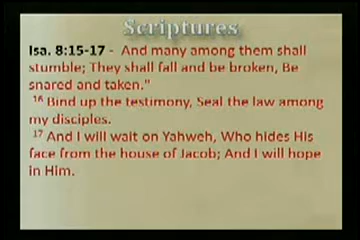 Scriptures
Isa. 8:15-17 - And many among them shall
stumble; They shall fall and be broken, Be
snared and taken."
16 Bind up the testimony, Seal the law among
my disciples.
17 And I will wait on Yahweh, Who hides His
face from the house of Jacob; And I will hope
in Him.